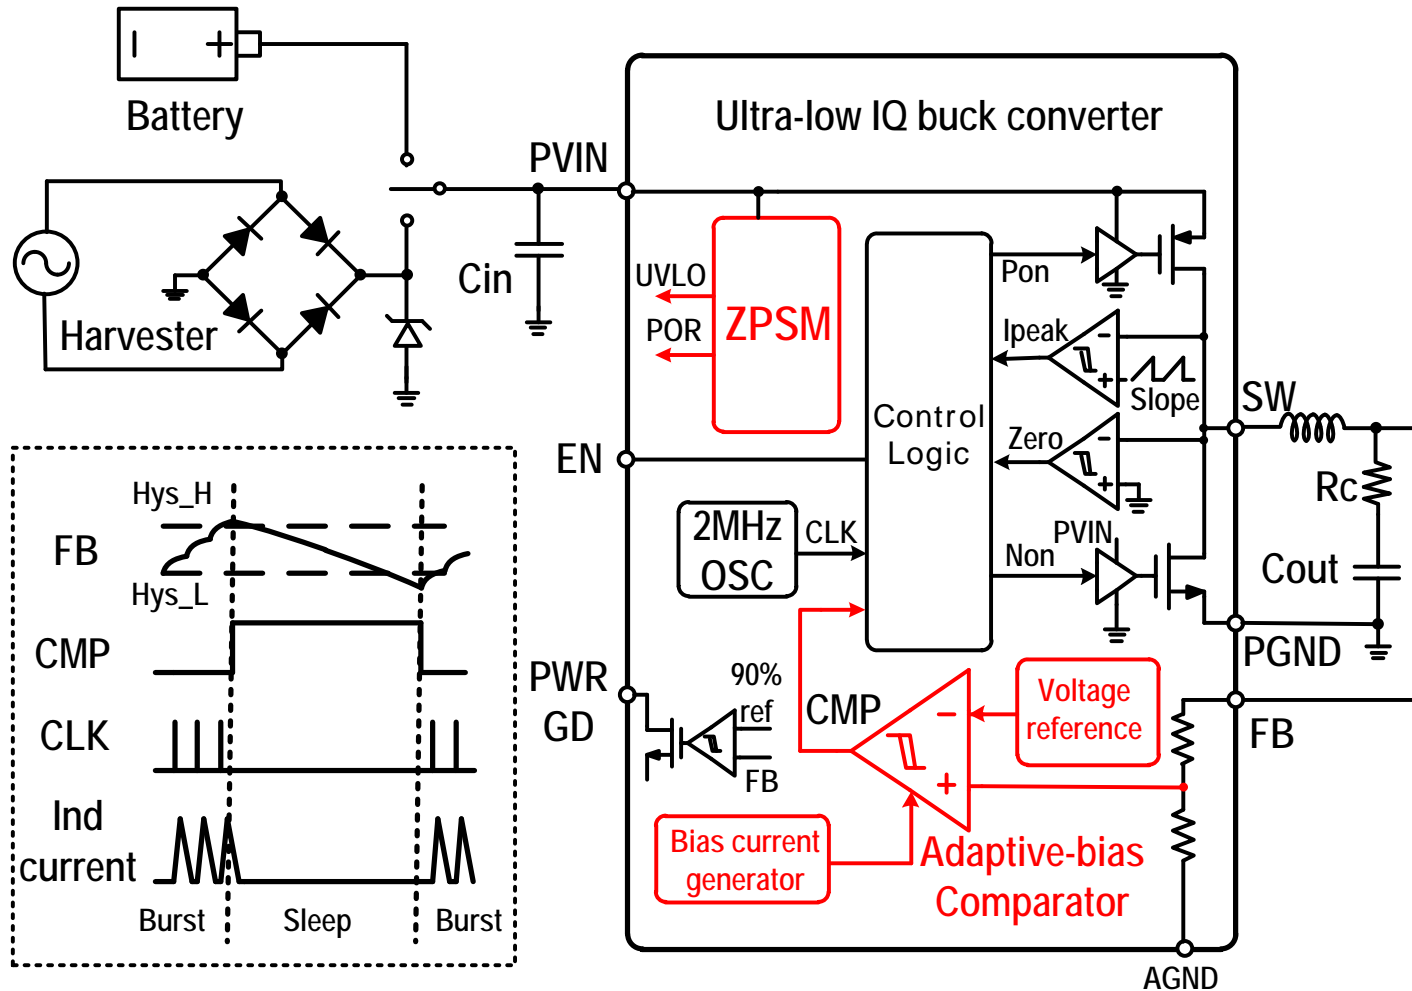 Battery
Harvester
Cin
PVIN
Ultra-low IQ buck converter
UVLO
POR
ZPSM
Control
Logic
Pon
Ipeak
Slope
Zero
PVIN
Non
SW
Rc
Cout
PGND
FB
EN
2MHz
OSC
CLK
PWR
GD
90%
ref
FB
CMP
Voltage
reference
Bias current
generator
Adaptive-bias
Comparator
AGND
Hys_H
FB
Hys_L
CMP
CLK
Ind
current
Burst
Sleep
Burst